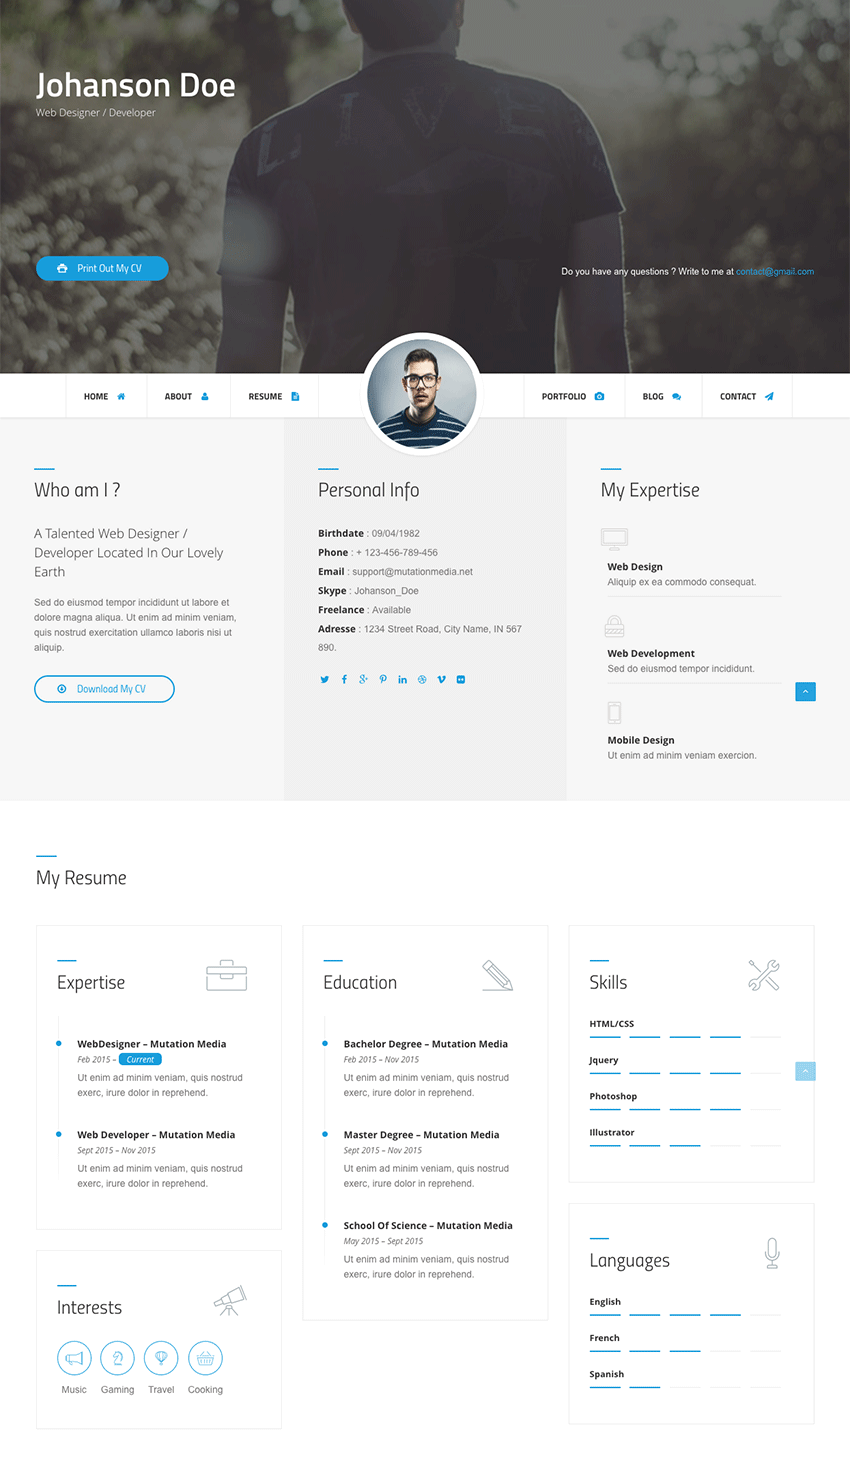 Johanson Doe
Web Designer / Developer
LIVE
Print Out My CV
Do you have any questions ? Write to me at contact@gmail.com
HOME
ABOUT
RESUME
PORTFOLIO
BLOG
CONTACT
Who am I ?
A Talented Web Designer /
Developer Located In Our Lovely
Earth
Sed do eiusmod tempor incididunt ut labore et
dolore magna aliqua. Ut enim ad minim veniam,
quis nostrud exercitation ullamco laboris nisi ut
aliquip.
Download My CV
Personal Info
Birthdate : 09/04/1982
Phone : + 123-456-789-456
Email : support@mutationmedia.net
Skype : Johanson_Doe
Freelance : Available
Adresse : 1234 Street Road, City Name, IN 567
890.
My Expertise
Web Design
Aliquip ex ea commodo consequat.
Web Development
Sed do eiusmod tempor incididunt.
Mobile Design
Ut enim ad minim veniam exercion.
My Resume
Expertise
WebDesigner – Mutation Media
Feb 2015 – Current
Ut enim ad minim veniam, quis nostrud
exerc, irure dolor in reprehend.
Web Developer – Mutation Media
Sept 2015 – Nov 2015
Ut enim ad minim veniam, quis nostrud
exerc, irure dolor in reprehend.
Interests
Music
Gaming
Travel
Cooking
Education
Bachelor Degree – Mutation Media
Feb 2015 – Nov 2015
Ut enim ad minim veniam, quis nostrud
exerc, irure dolor in reprehend.
Master Degree – Mutation Media
Sept 2015 – Nov 2015
Ut enim ad minim veniam, quis nostrud
exerc, irure dolor in reprehend.
School Of Science – Mutation Media
May 2015 – Sept 2015
Ut enim ad minim veniam, quis nostrud
exerc, irure dolor in reprehend.
Skills
HTML/CSS
Jquery
Photoshop
Illustrator
Languages
English
French
Spanish